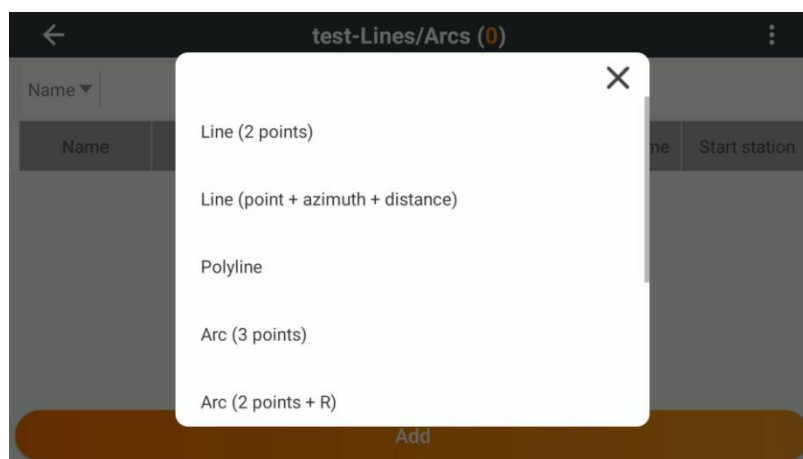 test-Lines/Arcs (0)
Name
Line (2 points)
Name
me
Start station
Line (point + azimuth + distance)
Polyline
Arc (3 points)
Arc (2 points + R)
Add